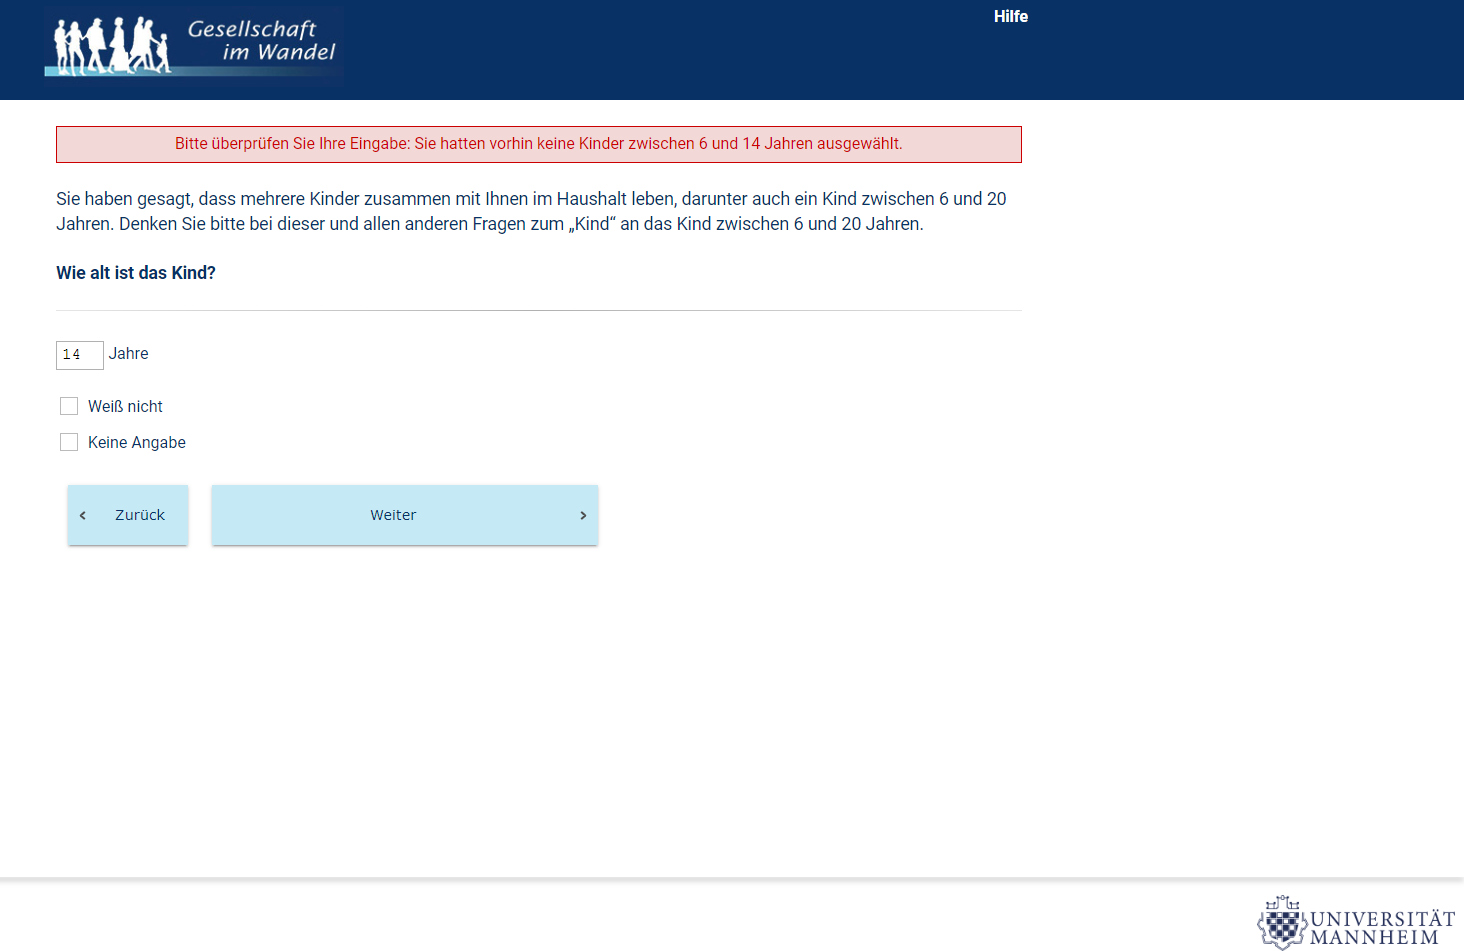 Gesellschaft
im Wandel
Hilfe
Bitte überprüfen Sie Ihre Eingabe: Sie hatten vorhin keine Kinder zwischen 6 und 14 Jahren ausgewählt.
Sie haben gesagt, dass mehrere Kinder zusammen mit Ihnen im Haushalt leben, darunter auch ein Kind zwischen 6 und 20
Jahren. Denken Sie bitte bei dieser und allen anderen Fragen zum „Kind“ an das Kind zwischen 6 und 20 Jahren.
Wie alt ist das Kind?
14 Jahre
Weiß nicht
Keine Angabe
‹ Zurück
Weiter ›
UNIVERSITÄT
MANNHEIM